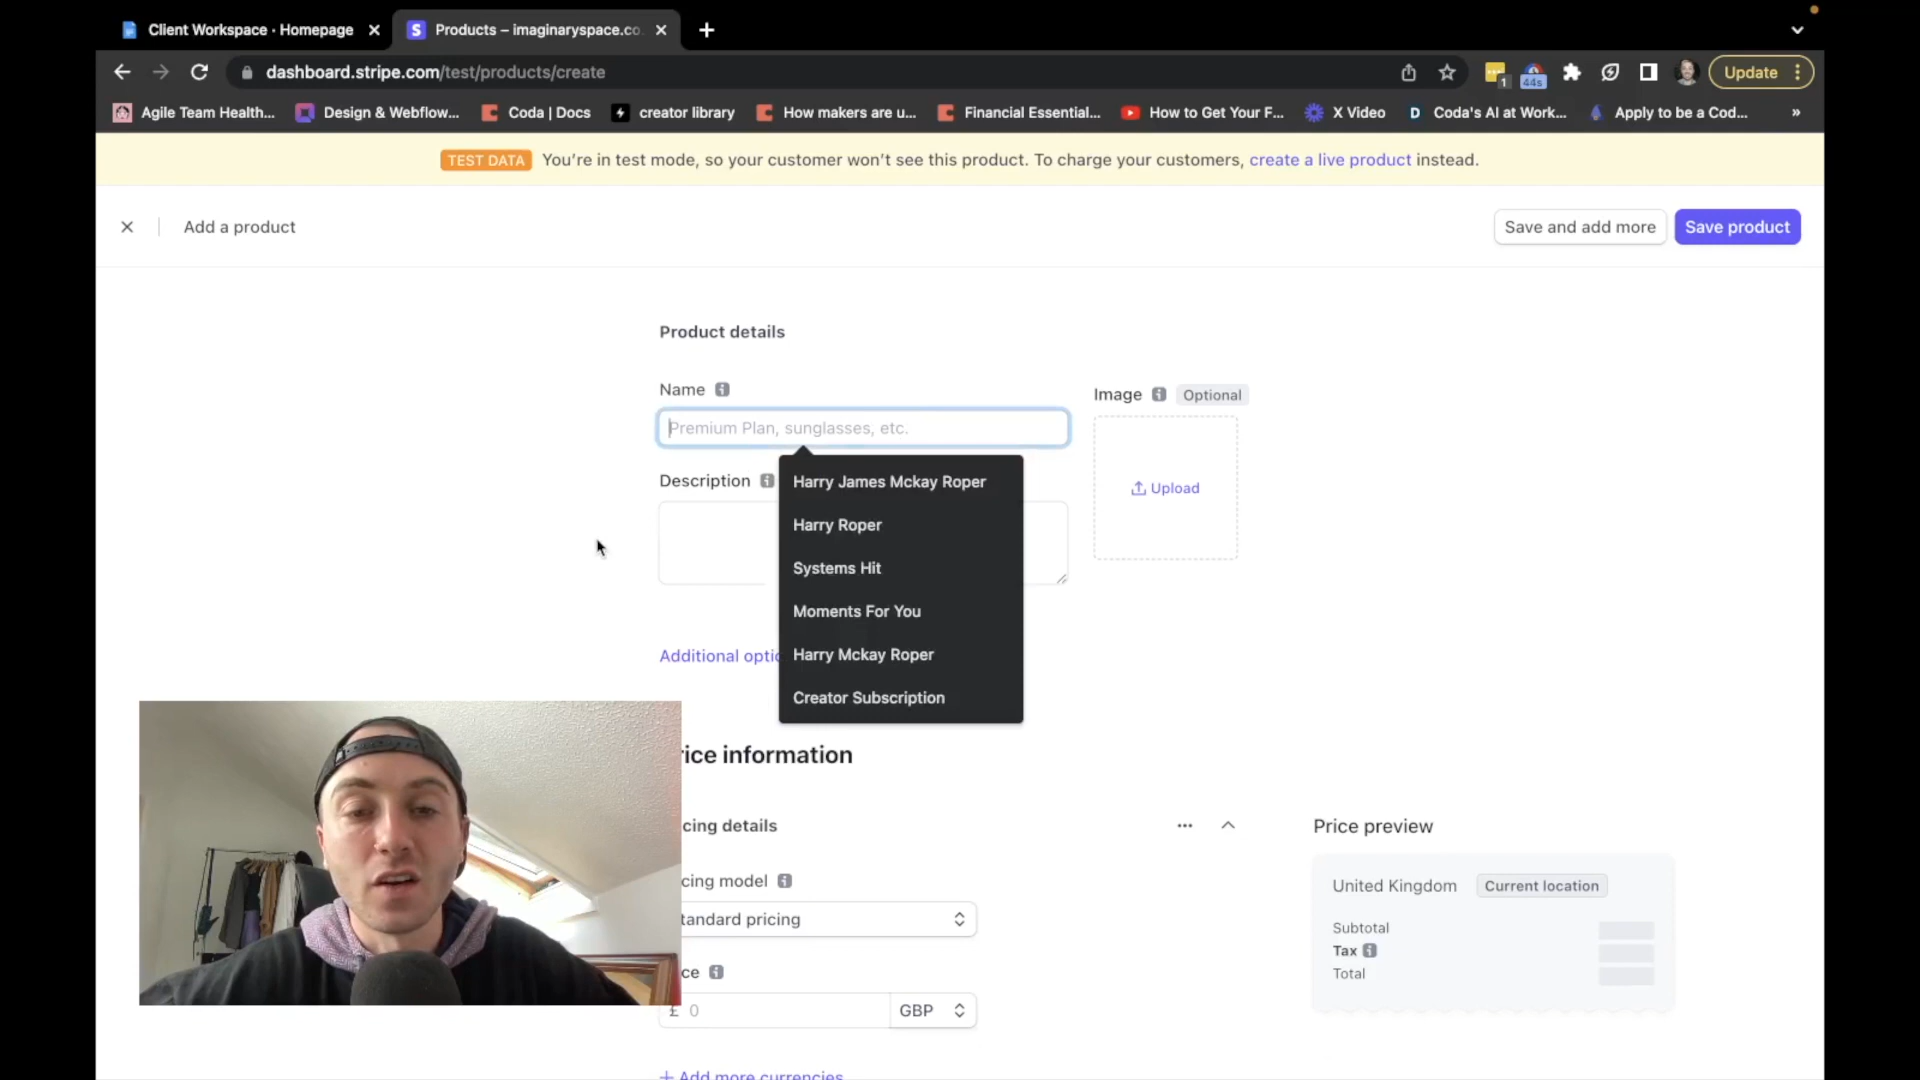 Client Workspace · Homepage
S Products – imaginaryspace.co
dashboard.stripe.com/test/products/create
1
44s
Update
Agile Team Health...
Design & Webflow...
Coda | Docs
creator library
How makers are u...
Financial Essential...
How to Get Your F...
X Video
D Coda's AI at Work...
Apply to be a Cod...
»
TEST DATA You're in test mode, so your customer won't see this product. To charge your customers, create a live product instead.
Add a product
Save and add more
Save product
Product details
Name
Premium Plan, sunglasses, etc.
Image Optional
Upload
Description
Harry James Mckay Roper
Harry Roper
Systems Hit
Moments For You
Harry Mckay Roper
Creator Subscription
Additional optio
rice information
cing details
cing model
tandard pricing
ce
£ 0
GBP
+ Add more currencies
Price preview
United Kingdom Current location
Subtotal
Tax
Total